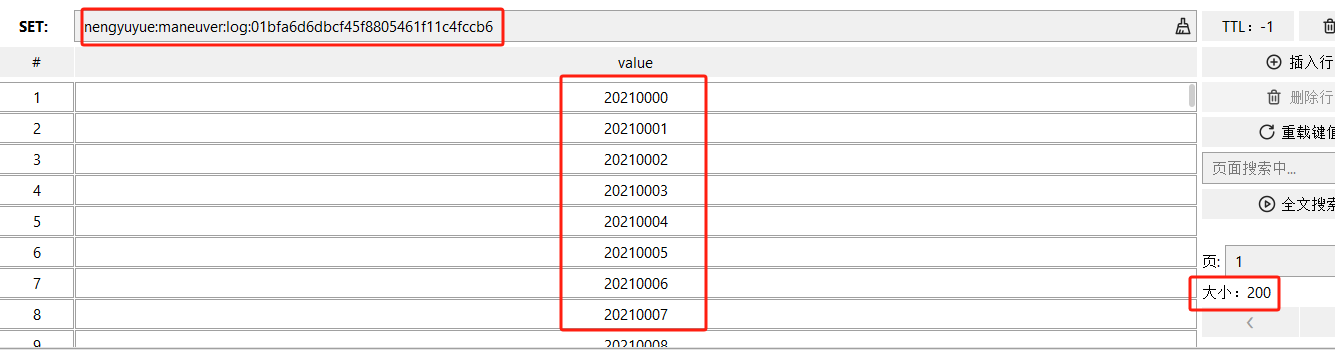 SET: nengyuyue:maneuver:log:01bfa6d6dbcf45f8805461f11c4fccb6 TTL: -1
# value 插入行
1 20210000 删除行
2 20210001 重载键值
3 20210002
4 20210003 页面搜索中...
5 20210004 全文搜索
6 20210005
7 20210006 页: 1
8 20210007 大小: 200
9 20210008